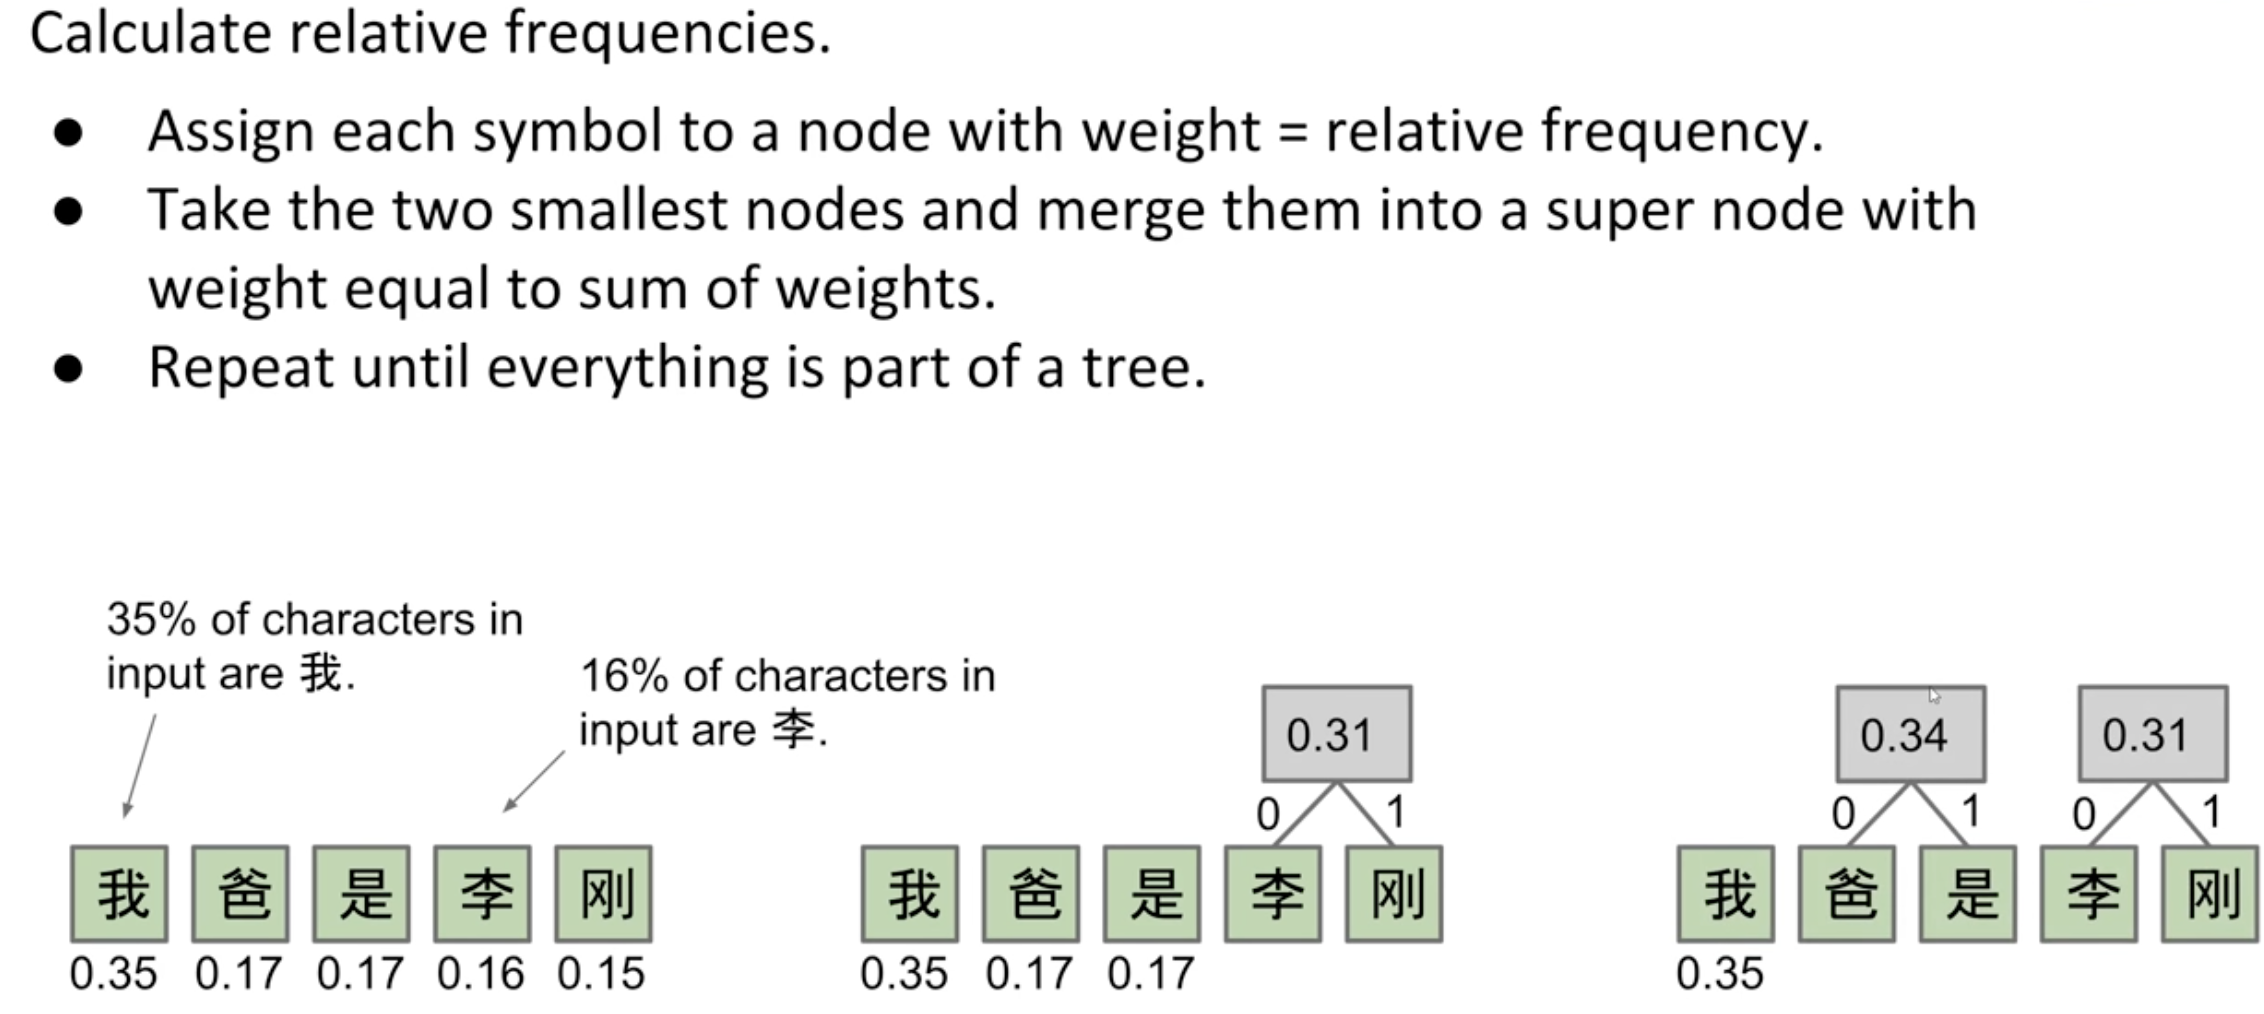 Calculate relative frequencies.
● Assign each symbol to a node with weight = relative frequency.
● Take the two smallest nodes and merge them into a super node with
weight equal to sum of weights.
● Repeat until everything is part of a tree.
35% of characters in
input are 我.
16% of characters in
input are 李.
我 爸 是 李 刚
0.35 0.17 0.17 0.16 0.15
0.31
0 1
我 爸 是 李 刚
0.35 0.17 0.17
0.34 0.31
0 1 0 1
我 爸 是 李 刚
0.35